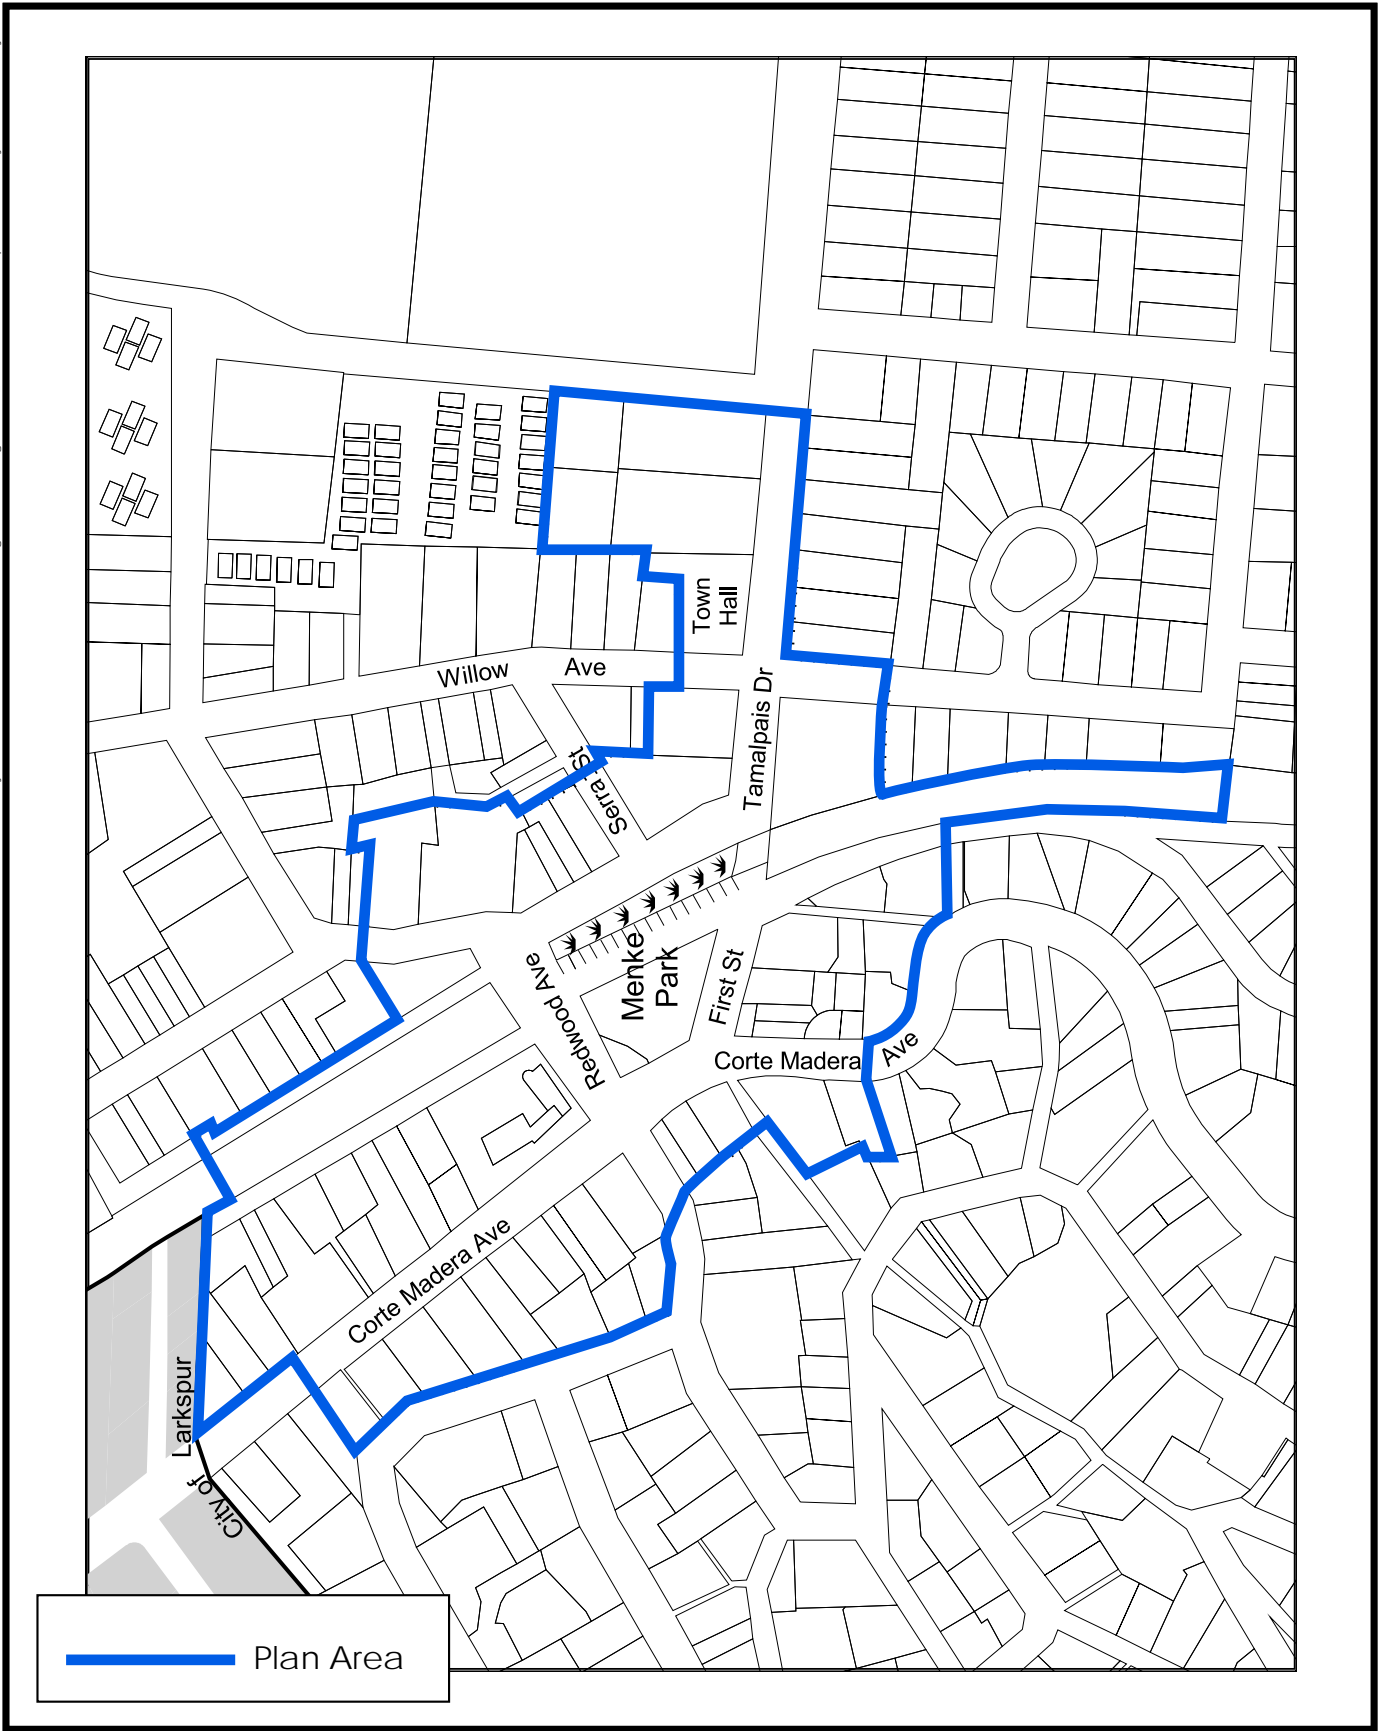 Town
Hall
Willow
Ave
Tamalpais Dr
Serra St
Redwood Ave
Menke
Park
First St
Corte Madera
Ave
Corte Madera Ave
City of
Larkspur
Plan Area